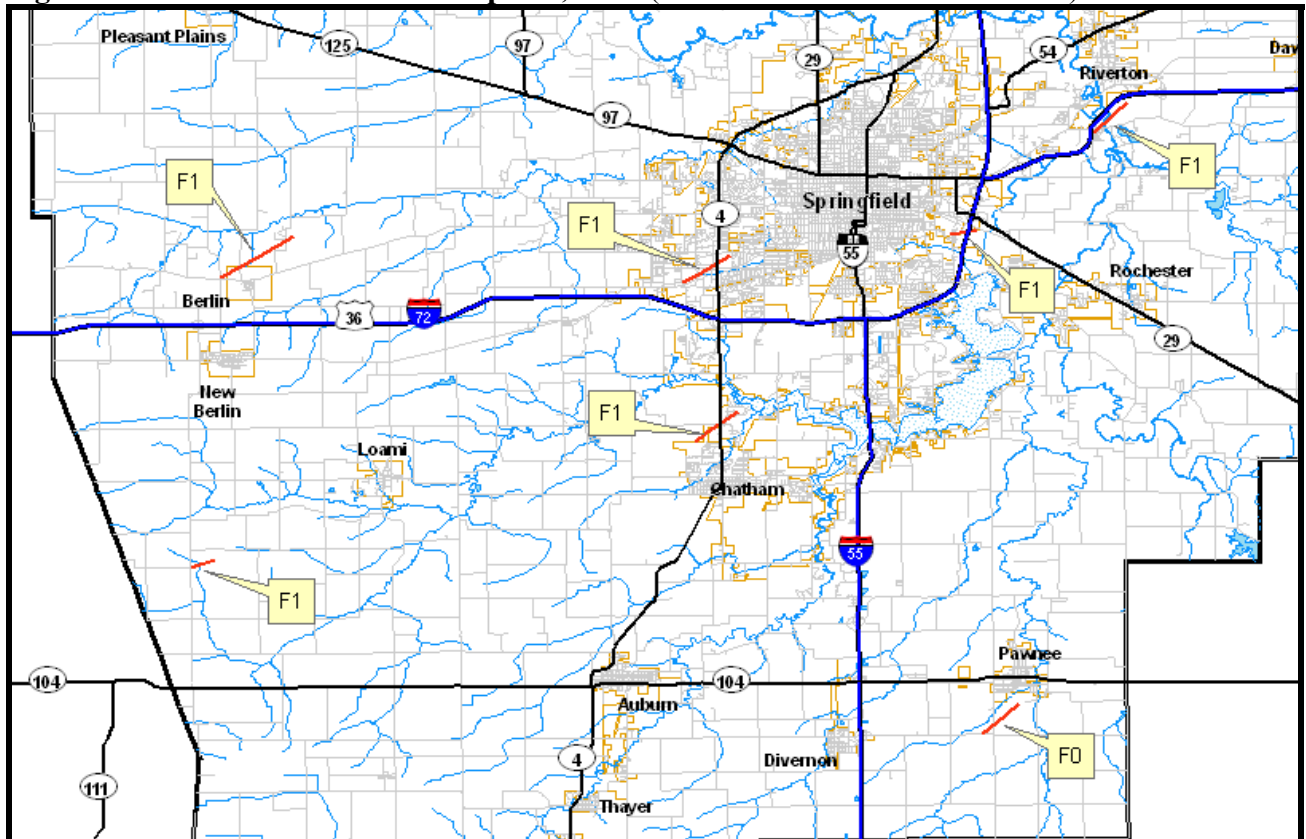 Pleasant Plains
125
97
29
54
Day
Riverton
97
F1
F1
Springfield
4
F1
55
Rochester
F1
Berlin
36
72
29
New
Berlin
F1
Loami
Chatham
55
F1
Pawnee
104
104
Auburn
F0
Divernon
4
111
Thayer